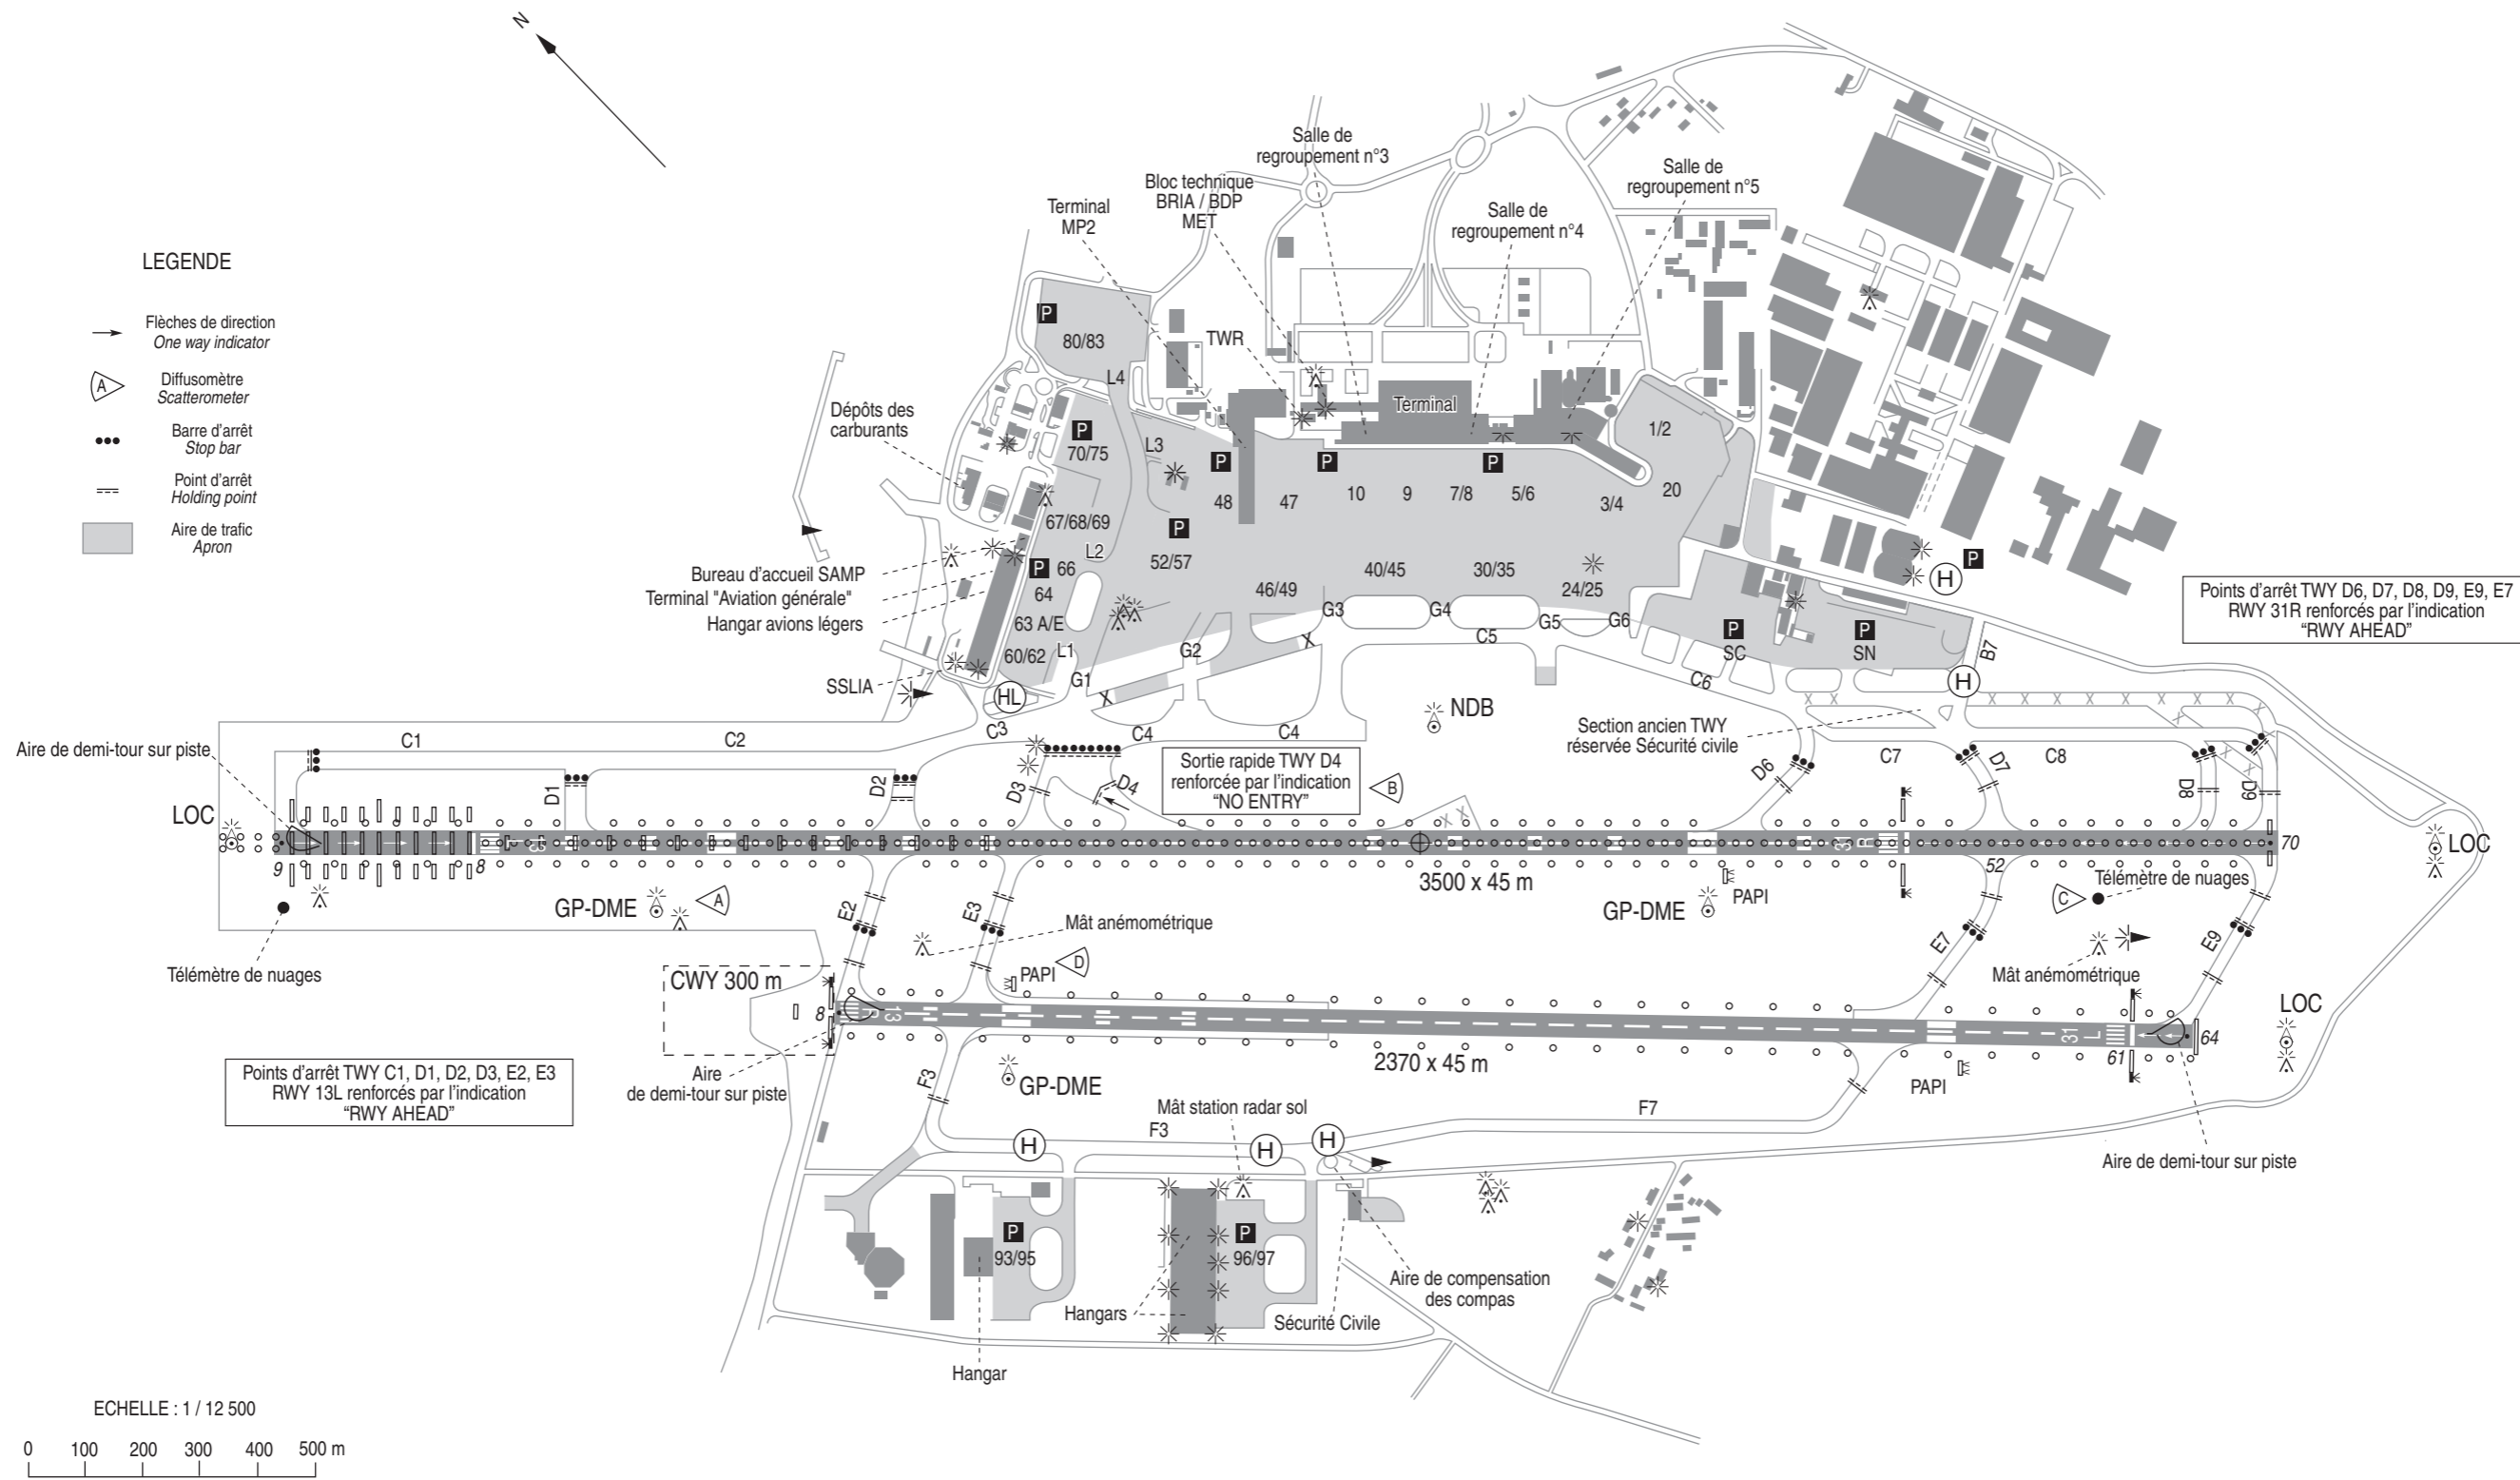 N
LEGENDE
Flèches de direction
One way indicator
A
Diffusomètre
Scatterometer
Barre d'arrêt
Stop bar
Point d'arrêt
Holding point
Aire de trafic
Apron
Salle de
regroupement n°3
Bloc technique
BRIA / BDP
MET
Terminal
MP2
Salle de
regroupement n°4
Salle de
regroupement n°5
TWR
Terminal
P
80/83
L4
Dépôts des
carburants
P
70/75
L3
P
P
P
1/2
48
47
10
9
7/8
5/6
3/4
20
67/68/69
P
L2
52/57
P
66
64
46/49
40/45
30/35
24/25
63 A/E
60/62
L1
G1
G2
G3
G4
G5
G6
C5
Bureau d'accueil SAMP
Terminal "Aviation générale"
Hangar avions légers
SSLIA
HL
P
H
P
SC
P
SN
B7
H
C6
Points d'arrêt TWY D6, D7, D8, D9, E9, E7
RWY 31R renforcés par l'indication
“RWY AHEAD”
NDB
Section ancien TWY
réservée Sécurité civile
Aire de demi-tour sur piste
C1
C2
C3
C4
C4
Sortie rapide TWY D4
renforcée par l'indication
“NO ENTRY”
B
C7
C8
D1
D2
D3
D4
D6
D7
D8
D9
LOC
9
8
13
L
31
R
52
70
LOC
3500 x 45 m
GP-DME
A
E2
E3
Mât anémométrique
GP-DME
PAPI
C
Télémètre de nuages
Télémètre de nuages
CWY 300 m
PAPI
D
E7
E9
Mât anémométrique
LOC
8
R
13
31
L
61
64
2370 x 45 m
Points d'arrêt TWY C1, D1, D2, D3, E2, E3
RWY 13L renforcés par l'indication
“RWY AHEAD”
Aire
de demi-tour sur piste
F3
GP-DME
PAPI
Mât station radar sol
F3
F7
H
H
H
Aire de demi-tour sur piste
P
93/95
P
96/97
Hangars
Sécurité Civile
Aire de compensation
des compas
Hangar
ECHELLE : 1 / 12 500
0 100 200 300 400 500 m